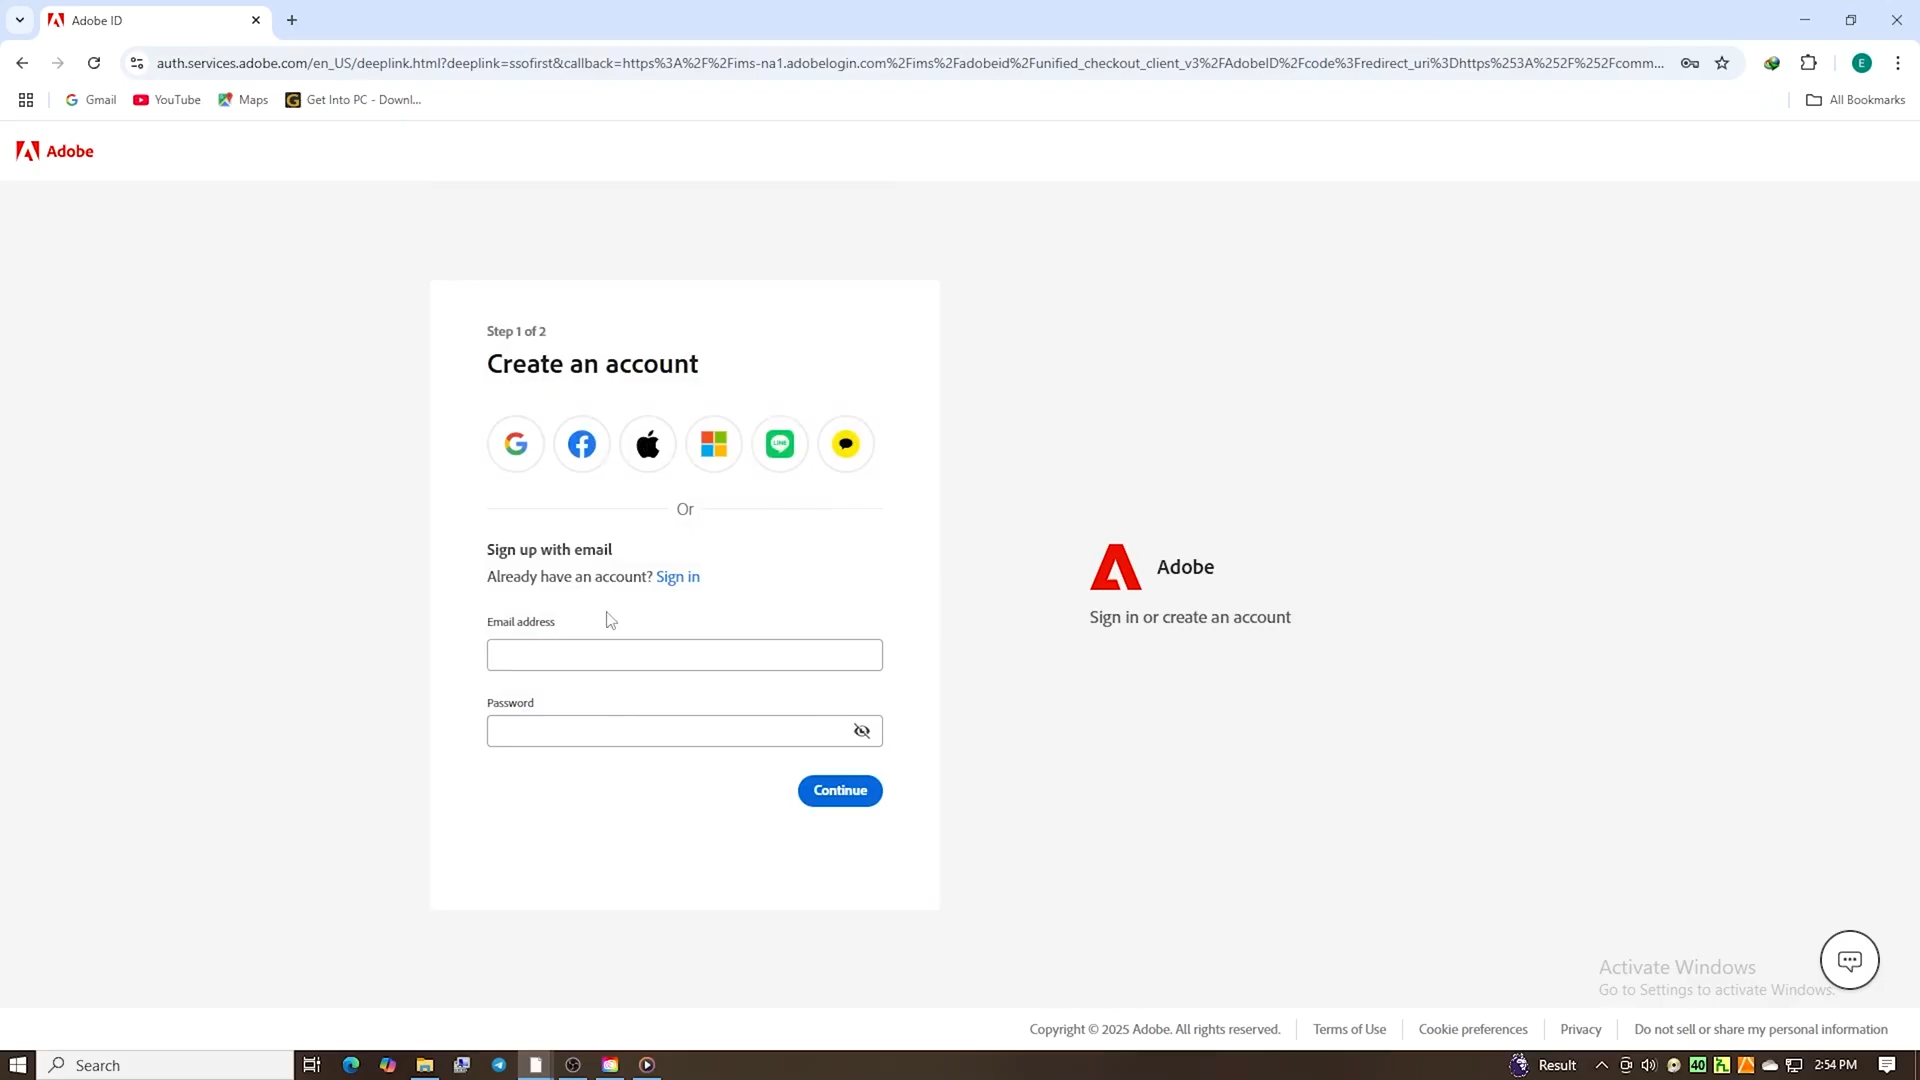 Adobe ID
auth.services.adobe.com/en_US/deeplink.html?deeplink=ssofirst&callback=https%3A%2F%2Fims-na1.adobelogin.com%2Fims%2Fadobeid%2Funified_checkout_client_v3%2FAdobeID%2Fcode%3Fredirect_uri%3Dhttps%253A%252F%252Fcomm...
E
Gmail
YouTube
Maps
Get Into PC - Downl...
All Bookmarks
Adobe
Step 1 of 2
Create an account
LINE
Or
Sign up with email
Already have an account? Sign in
Email address
Password
Continue
Adobe
Sign in or create an account
Activate Windows
Go to Settings to activate Windows.
Copyright © 2025 Adobe. All rights reserved.
Terms of Use
Cookie preferences
Privacy
Do not sell or share my personal information
Search
Result
40
2:54 PM